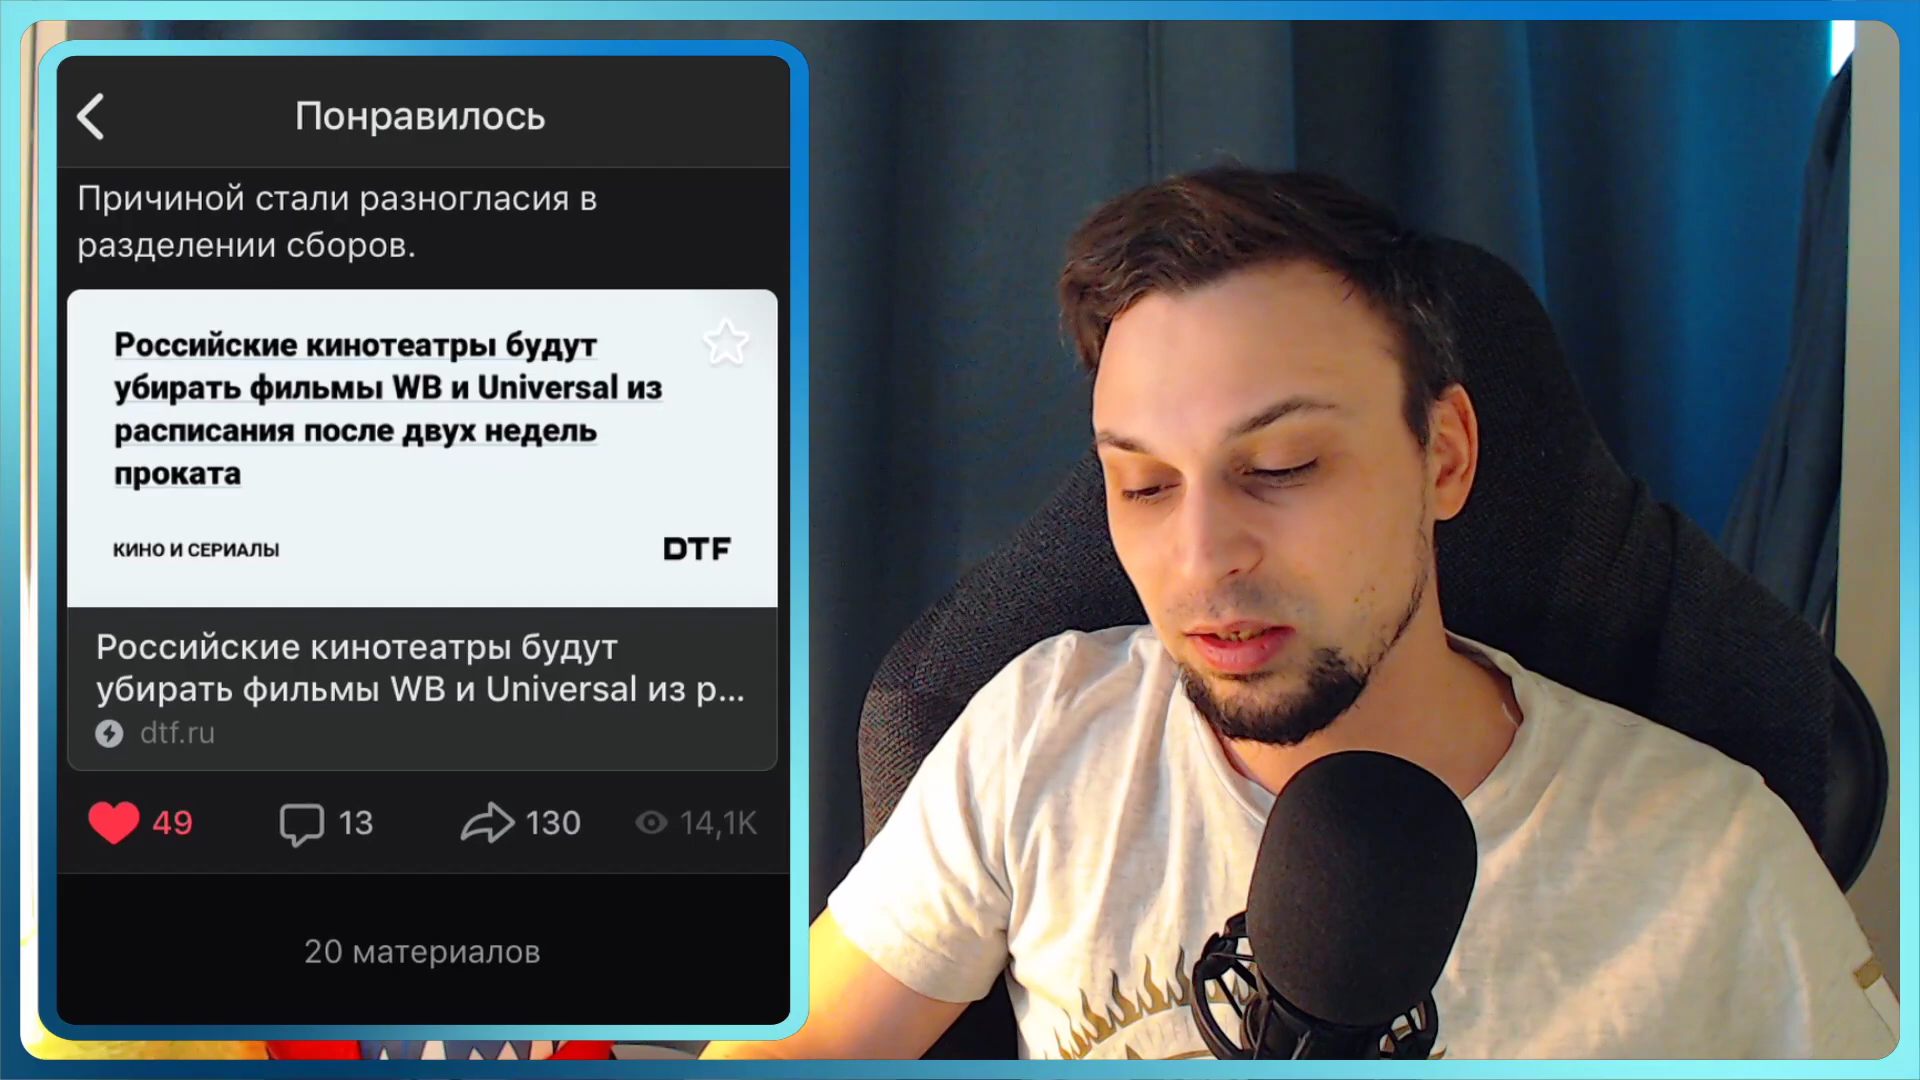 Понравилось
Причиной стали разногласия в
разделении сборов.
Российские кинотеатры будут
убирать фильмы WB и Universal из
расписания после двух недель
проката
КИНО И СЕРИАЛЫ
DTF
Российские кинотеатры будут
убирать фильмы WB и Universal из р...
dtf.ru
49
13
130
14,1K
20 материалов